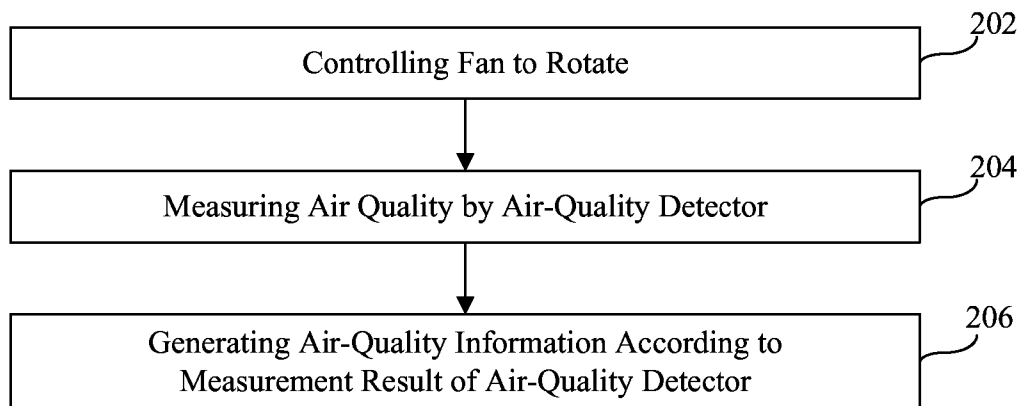 202
Controlling Fan to Rotate
204
Measuring Air Quality by Air-Quality Detector
206
Generating Air-Quality Information According to
Measurement Result of Air-Quality Detector